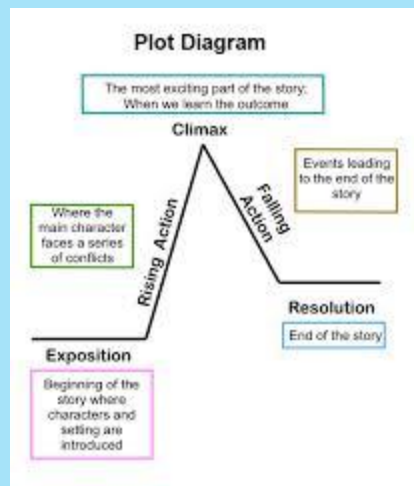 Plot Diagram
The most exciting part of the story:
When we learn the outcome
Climax
Events leading
to the end of the
story
Falling
Action
Where the
main character
faces a series
of conflicts
Rising Action
Resolution
End of the story
Exposition
Beginning of the
story where
characters and
setting are
introduced